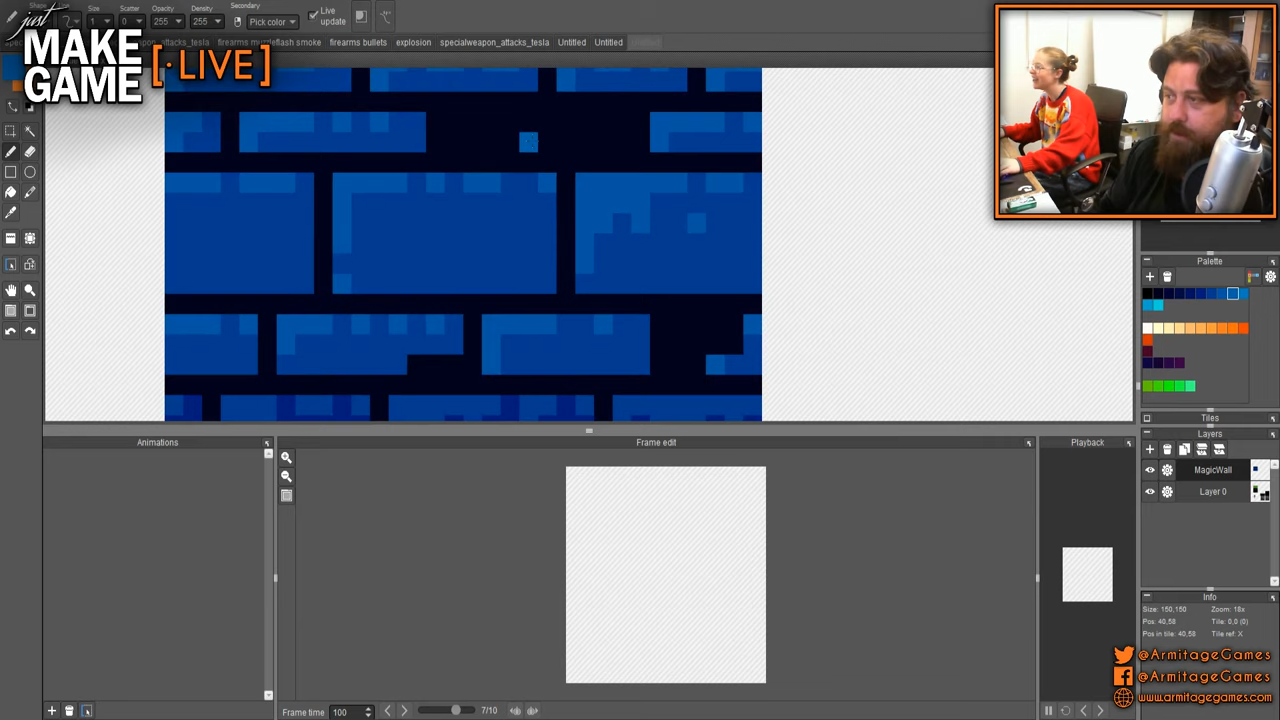 Shape
Size
Scatter
Opacity
Density
Secondary
1
0
255
255
Pick color
Live update
just
MAKE
GAME
[·LIVE]
attacks_tesla
firearms muzzleflash smoke
firearms bullets
explosion
specialweapon_attacks_tesla
Untitled
Untitled
Untitled
Palette
Tiles
Layers
MagicWall
Layer 0
Animations
Frame edit
Playback
Info
Size: 150,150
Zoom: 18x
Pos: 40,58
Tile: 0,0 (0)
Pos in tile: 40,58
Tile ref: X
@ArmitageGames
@ArmitageGames
www.armitagegames.com
Frame time
100
7/10